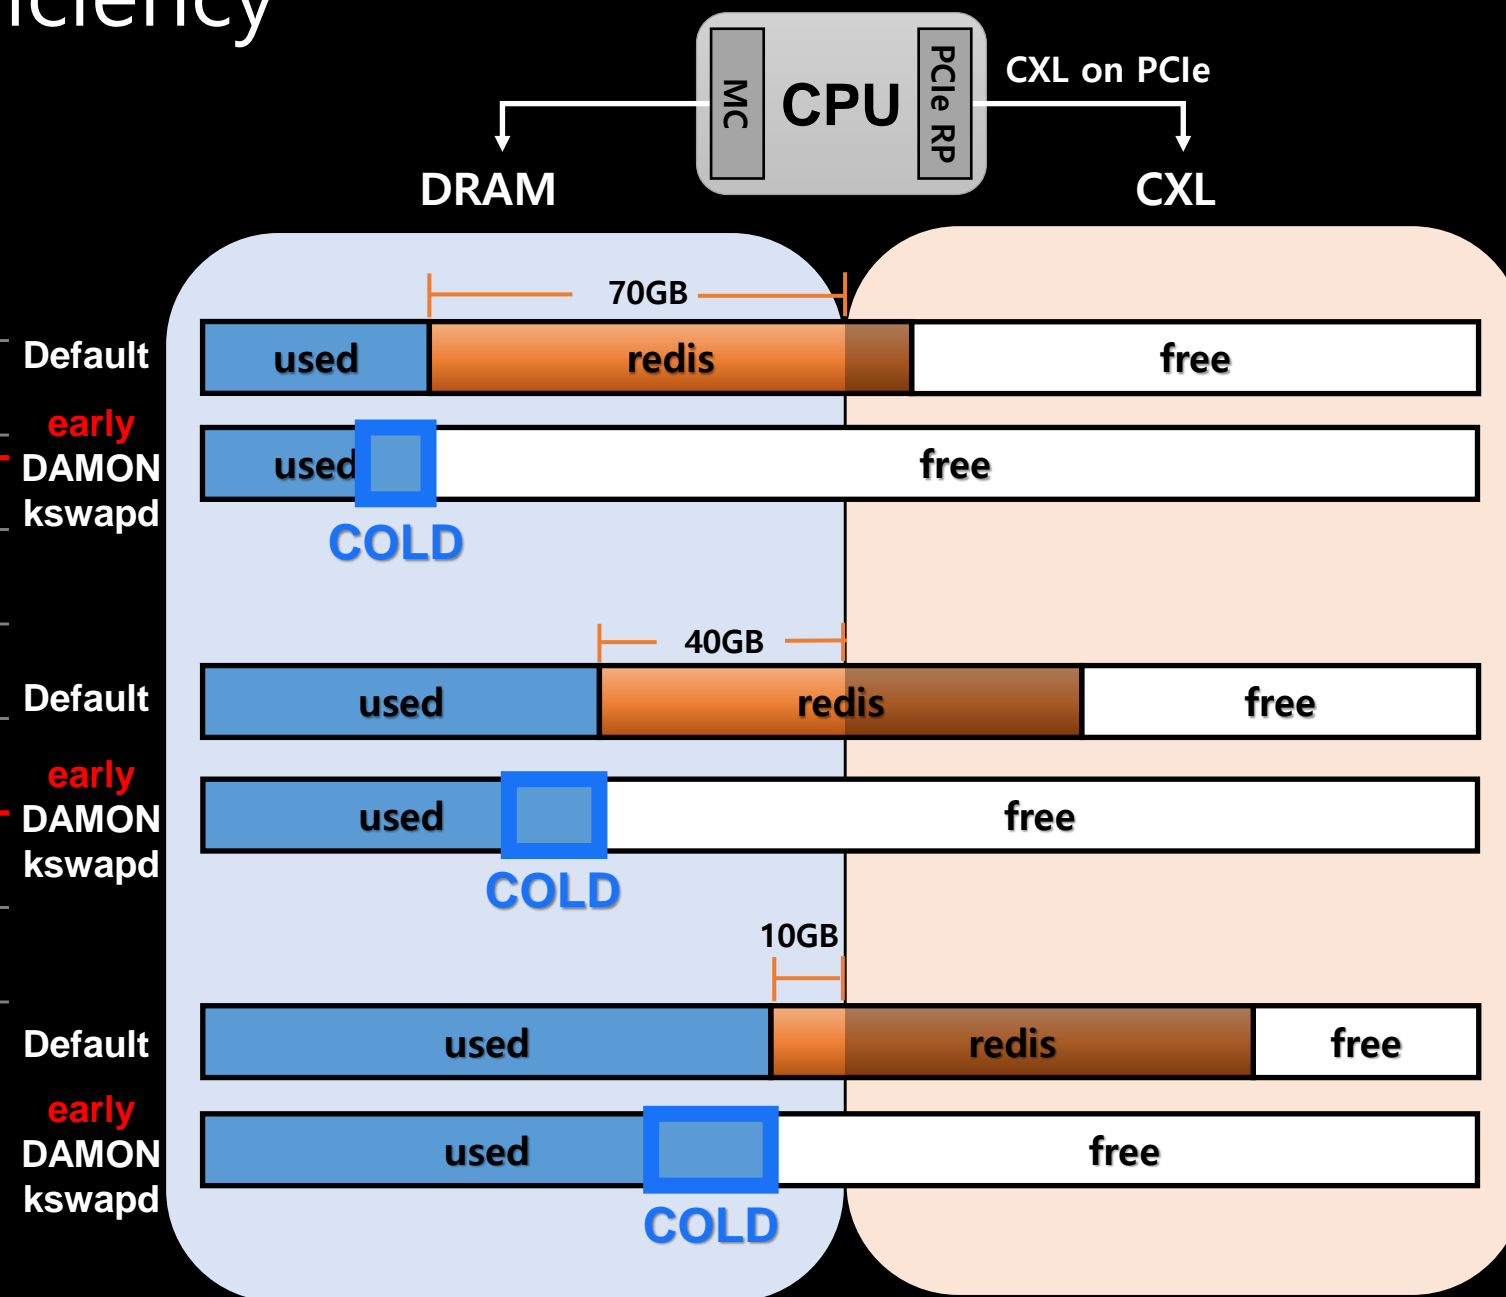 iciency
MC
CPU
PCIe RP
CXL on PCIe
DRAM
CXL
70GB
Default
used
redis
free
early
DAMON
kswapd
used
free
COLD
40GB
Default
used
redis
free
early
DAMON
kswapd
used
free
COLD
10GB
Default
used
redis
free
early
DAMON
kswapd
used
free
COLD